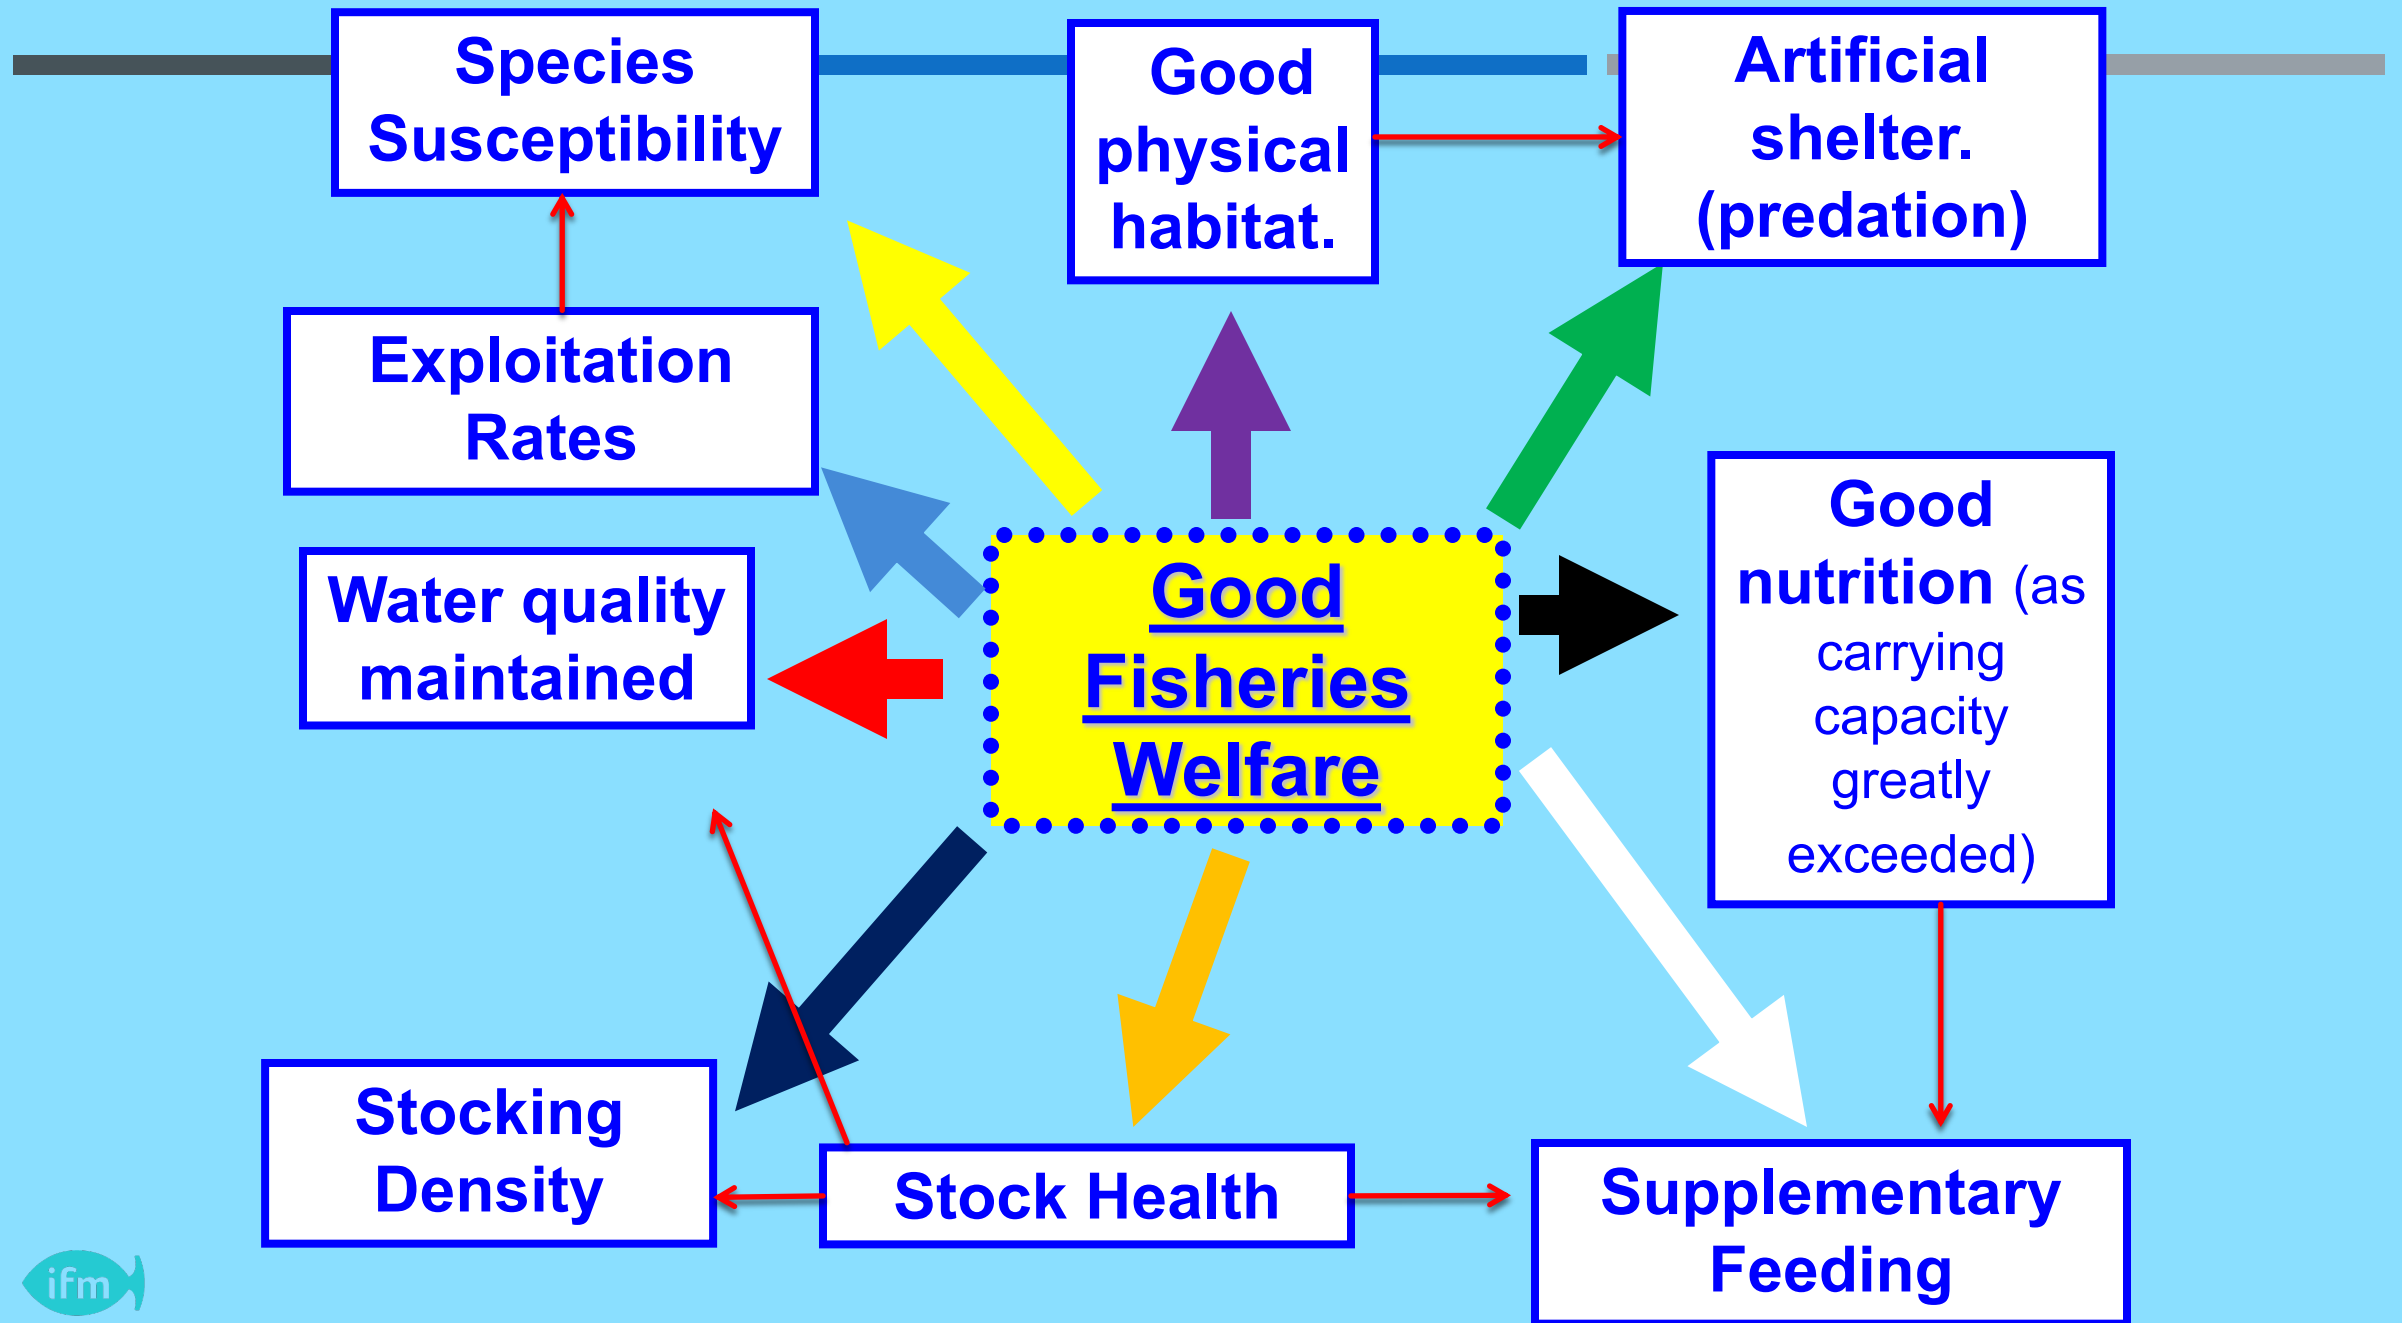 Species
Susceptibility
Good
physical
habitat.
Artificial
shelter.
(predation)
Exploitation
Rates
Water quality
maintained
Good
Fisheries
Welfare
Good
nutrition (as
carrying
capacity
greatly
exceeded)
Stocking
Density
Stock Health
Supplementary
Feeding
ifm